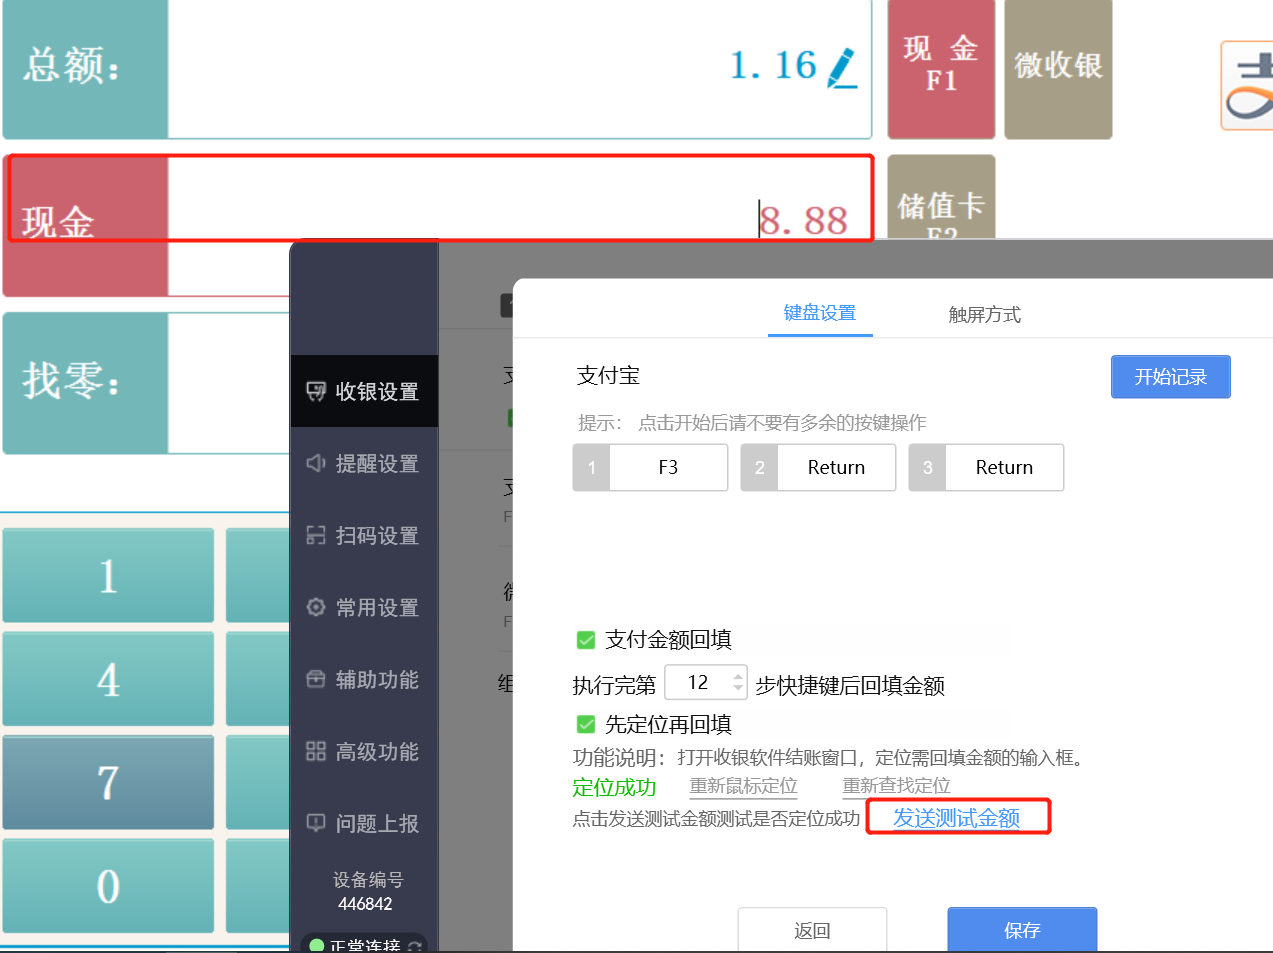 总额：
1.16
现 金
F1
微收银
现金
8.88
储值卡
F2
找零：
键盘设置
触屏方式
支付宝
开始记录
提示： 点击开始后请不要有多余的按键操作
1 F3
2 Return
3 Return
收银设置
提醒设置
扫码设置
常用设置
辅助功能
高级功能
问题上报
设备编号
446842
正常连接
支付金额回填
执行完第 12 步快捷键后回填金额
先定位再回填
功能说明：打开收银软件结账窗口，定位需回填金额的输入框。
定位成功 重新鼠标定位 重新查找定位
点击发送测试金额测试是否定位成功 发送测试金额
返回
保存
1
4
7
0